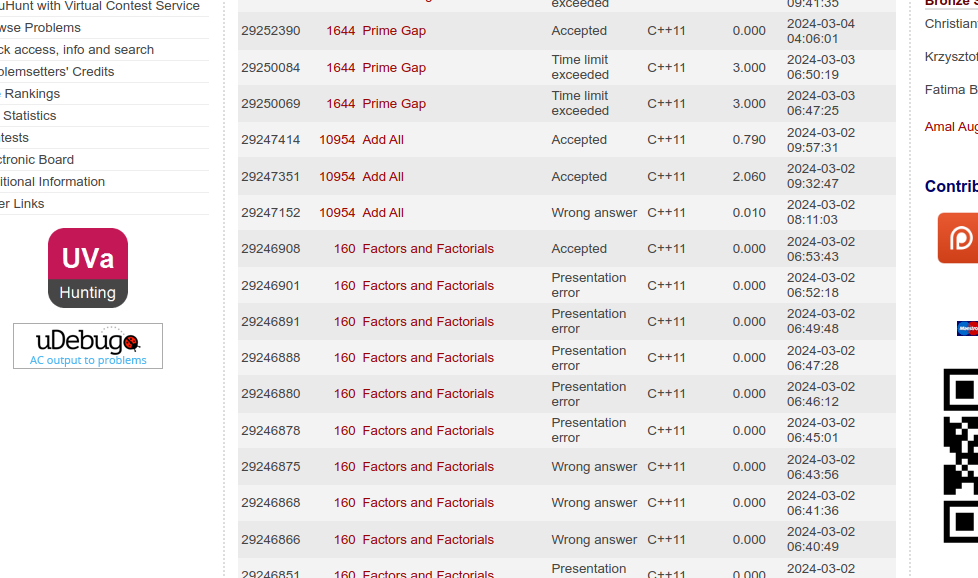 uHunt with Virtual Contest Service
wse Problems
ck access, info and search
olemsetters' Credits
Rankings
Statistics
tests
ctronic Board
itional Information
er Links
UVa
Hunting
uDebug
AC output to problems
exceeded 09:41:35
29252390 1644 Prime Gap Accepted C++11 0.000 2024-03-04
04:06:01
29250084 1644 Prime Gap Time limit
exceeded C++11 3.000 2024-03-03
06:50:19
29250069 1644 Prime Gap Time limit
exceeded C++11 3.000 2024-03-03
06:47:25
29247414 10954 Add All Accepted C++11 0.790 2024-03-02
09:57:31
29247351 10954 Add All Accepted C++11 2.060 2024-03-02
09:32:47
29247152 10954 Add All Wrong answer C++11 0.010 2024-03-02
08:11:03
29246908 160 Factors and Factorials Accepted C++11 0.000 2024-03-02
06:53:43
29246901 160 Factors and Factorials Presentation
error C++11 0.000 2024-03-02
06:52:18
29246891 160 Factors and Factorials Presentation
error C++11 0.000 2024-03-02
06:49:48
29246888 160 Factors and Factorials Presentation
error C++11 0.000 2024-03-02
06:47:28
29246880 160 Factors and Factorials Presentation
error C++11 0.000 2024-03-02
06:46:12
29246878 160 Factors and Factorials Presentation
error C++11 0.000 2024-03-02
06:45:01
29246875 160 Factors and Factorials Wrong answer C++11 0.000 2024-03-02
06:43:56
29246868 160 Factors and Factorials Wrong answer C++11 0.000 2024-03-02
06:41:36
29246866 160 Factors and Factorials Wrong answer C++11 0.000 2024-03-02
06:40:49
29246851 160 Factors and Factorials Presentation C++11 0.000 2024-03-02
Bronze S
Christian
Krzysztof
Fatima B
Amal Aug
Contrib